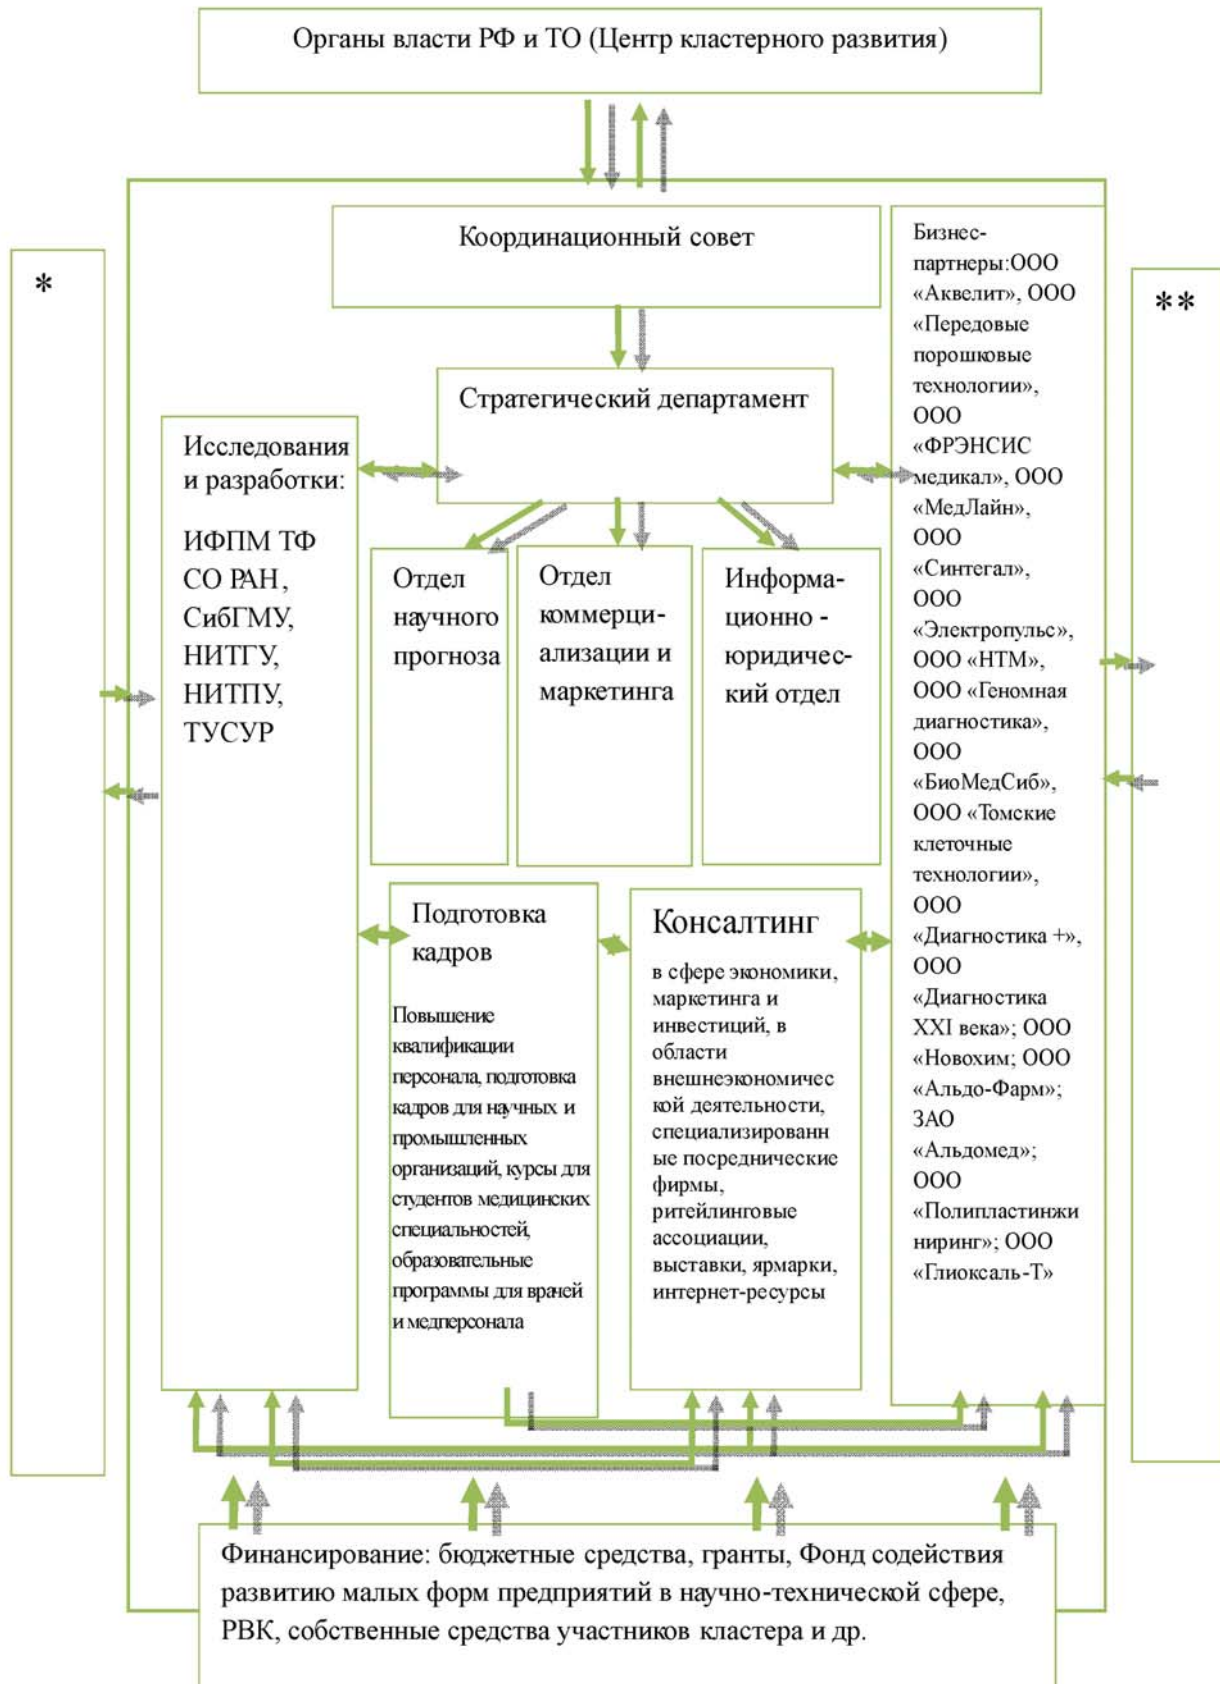 Органы власти РФ и ТО (Центр кластерного развития)
Координационный совет
*
**
Стратегический департамент
Исследования
и разработки:
ИФПМ ТФ
СО РАН,
СибГМУ,
НИТГУ,
НИТПУ,
ТУСУР
Отдел
научного
прогноза
Отдел
коммерци-
ализации и
маркетинга
Информа-
ционно -
юридичес-
кий отдел
Подготовка
кадров
Повышение
квалификации
персонала, подготовка
кадров для научных и
промышленных
организаций, курсы для
студентов медицинских
специальностей,
образовательные
программы для врачей
и медперсонала
Консалтинг
в сфере экономики,
маркетинга и
инвестиций, в
области
внешнеэкономичес
кой деятельности,
специализированн
ые посреднические
фирмы,
ритейлинговые
ассоциации,
выставки, ярмарки,
интернет-ресурсы
Бизнес-
партнеры:ООО
«Аквелит», ООО
«Передовые
порошковые
технологии»,
ООО
«ФРЭНСИС
медикал», ООО
«МедЛайн»,
ООО
«Синтегал»,
ООО
«Электропульс»,
ООО «НТМ»,
ООО «Геномная
диагностика»,
ООО
«БиоМедСиб»,
ООО «Томские
клеточные
технологии»,
ООО
«Диагностика +»,
ООО
«Диагностика
XXI века»; ООО
«Новохим; ООО
«Альдо-Фарм»;
ЗАО
«Альдомед»;
ООО
«Полипластинжи
ниринг»; ООО
«Глиоксаль-Т»
Финансирование: бюджетные средства, гранты, Фонд содействия
развитию малых форм предприятий в научно-технической сфере,
РВК, собственные средства участников кластера и др.